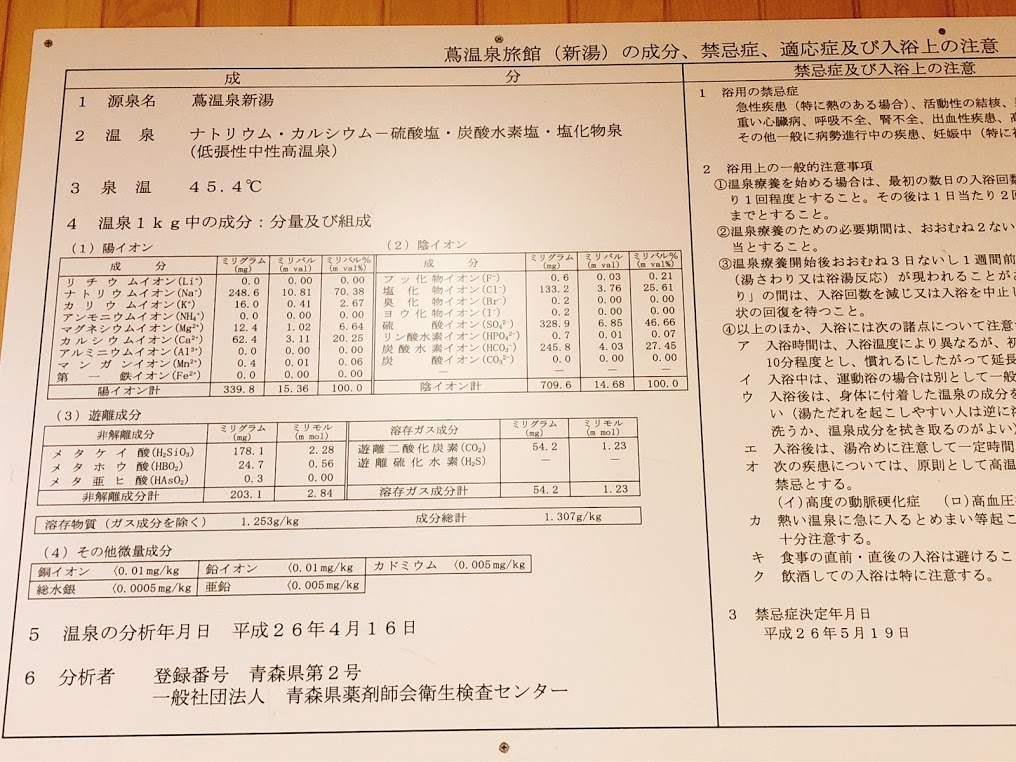 蔦温泉旅館（新湯）の成分、禁忌症、適応症及び入浴上の注意
成 分
1 源泉名 蔦温泉新湯
2 温 泉 ナトリウム・カルシウム－硫酸塩・炭酸水素塩・塩化物泉
(低張性中性高温泉)
3 泉 温 45.4℃
4 温泉1kg中の成分：分量及び組成
(1) 陽イオン
成 分 ミリグラム(mg) ミリバル(m val) ミリバル%(m val%)
リチウムイオン(Li⁺) 0.0 0.00 0.00
ナトリウムイオン(Na⁺) 248.6 10.81 70.38
カリウムイオン(K⁺) 16.0 0.41 2.67
アンモニウムイオン(NH₄⁺) 0.0 0.00 0.00
マグネシウムイオン(Mg²⁺) 12.4 1.02 6.64
カルシウムイオン(Ca²⁺) 62.4 3.11 20.25
アルミニウムイオン(Al³⁺) 0.0 0.00 0.00
マンガンイオン(Mn²⁺) 0.4 0.01 0.06
第一鉄イオン(Fe²⁺) 0.0 0.00 0.00
陽イオン計 339.8 15.36 100.0
(2) 陰イオン
成 分 ミリグラム(mg) ミリバル(m val) ミリバル%(m val%)
フッ化物イオン(F⁻) 0.6 0.03 0.21
塩化物イオン(Cl⁻) 133.2 3.76 25.61
臭化物イオン(Br⁻) 0.2 0.00 0.00
ヨウ化物イオン(I⁻) 0.2 0.00 0.00
硫酸イオン(SO₄²⁻) 328.9 6.85 46.66
リン酸水素イオン(HPO₄²⁻) 0.7 0.01 0.07
炭酸水素イオン(HCO₃⁻) 245.8 4.03 27.45
炭酸イオン(CO₃²⁻) 0.0 0.00 0.00
－ － － －
陰イオン計 709.6 14.68 100.0
(3) 遊離成分
非解離成分 ミリグラム(mg) ミリモル(m mol)
メタケイ酸(H₂SiO₃) 178.1 2.28
メタホウ酸(HBO₂) 24.7 0.56
メタ亜ヒ酸(HAsO₂) 0.3 0.00
非解離成分計 203.1 2.84
溶存ガス成分 ミリグラム(mg) ミリモル(m mol)
遊離二酸化炭素(CO₂) 54.2 1.23
遊離硫化水素(H₂S) － －
溶存ガス成分計 54.2 1.23
溶存物質（ガス成分を除く） 1.253g/kg 成分総計 1.307g/kg
(4) その他微量成分
銅イオン 〈0.01mg/kg 鉛イオン 〈0.01mg/kg カドミウム 〈0.005mg/kg
総水銀 〈0.0005mg/kg 亜鉛 〈0.005mg/kg
5 温泉の分析年月日 平成26年4月16日
6 分析者 登録番号 青森県第2号
一般社団法人 青森県薬剤師会衛生検査センター
禁忌症及び入浴上の注意
1 浴用の禁忌症
急性疾患（特に熱のある場合）、活動性の結核、
重い心臓病、呼吸不全、腎不全、出血性疾患、
その他一般に病勢進行中の疾患、妊娠中（特に
2 浴用上の一般的注意事項
①温泉療養を始める場合は、最初の数日の入浴回数
り1回程度とすること。その後は1日当たり2回
までとすること。
②温泉療養のための必要期間は、おおむね2ない
当とすること。
③温泉療養開始後おおむね3日ないし1週間前
（湯さわり又は浴湯反応）が現われることが
り」の間は、入浴回数を減じ又は入浴を中止し
状の回復を待つこと。
④以上のほか、入浴には次の諸点について注意
ア 入浴時間は、入浴温度により異なるが、初
10分程度とし、慣れるにしたがって延長
イ 入浴中は、運動浴の場合は別として一般
ウ 入浴後は、身体に付着した温泉の成分を
い（湯ただれを起こしやすい人は逆に
洗うか、温泉成分を拭き取るのがよい）
エ 入浴後は、湯冷めに注意して一定時間
オ 次の疾患については、原則として高温
禁忌とする。
(イ)高度の動脈硬化症 (ロ)高血圧
カ 熱い温泉に急に入るとめまい等起こ
十分注意する。
キ 食事の直前・直後の入浴は避けるこ
ク 飲酒しての入浴は特に注意する。
3 禁忌症決定年月日
平成26年5月19日